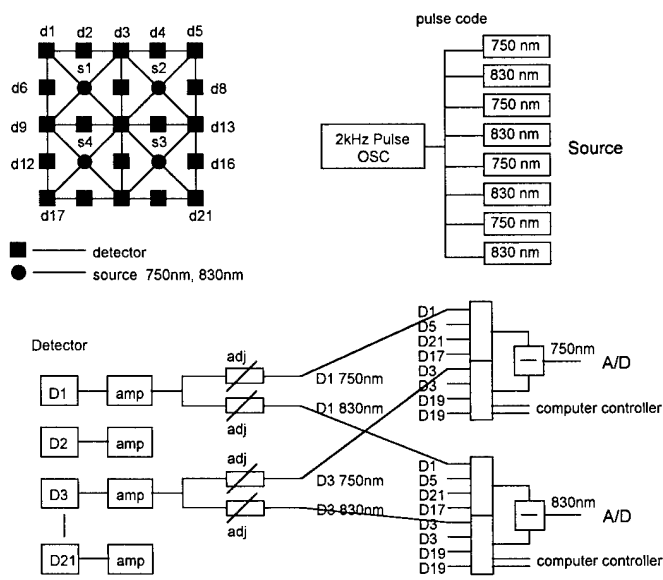 d1 d2 d3 d4 d5
s1 s2
d6 d8
d9 d13
s4 s3
d12 d16
d17 d21
detector
source 750nm, 830nm
pulse code
2kHz Pulse
OSC
750 nm
830 nm
750 nm
830 nm
750 nm
830 nm
750 nm
830 nm
Source
Detector
D1 amp
D2 amp
D3 amp
D21 amp
adj
D1 750nm
D1 830nm
adj
adj
D3 750nm
D3 830nm
adj
D1
D5
D21
D17
D3
D3
D19
D19
750nm
A/D
computer controller
D1
D5
D21
D17
D3
D3
D19
D19
830nm
A/D
computer controller